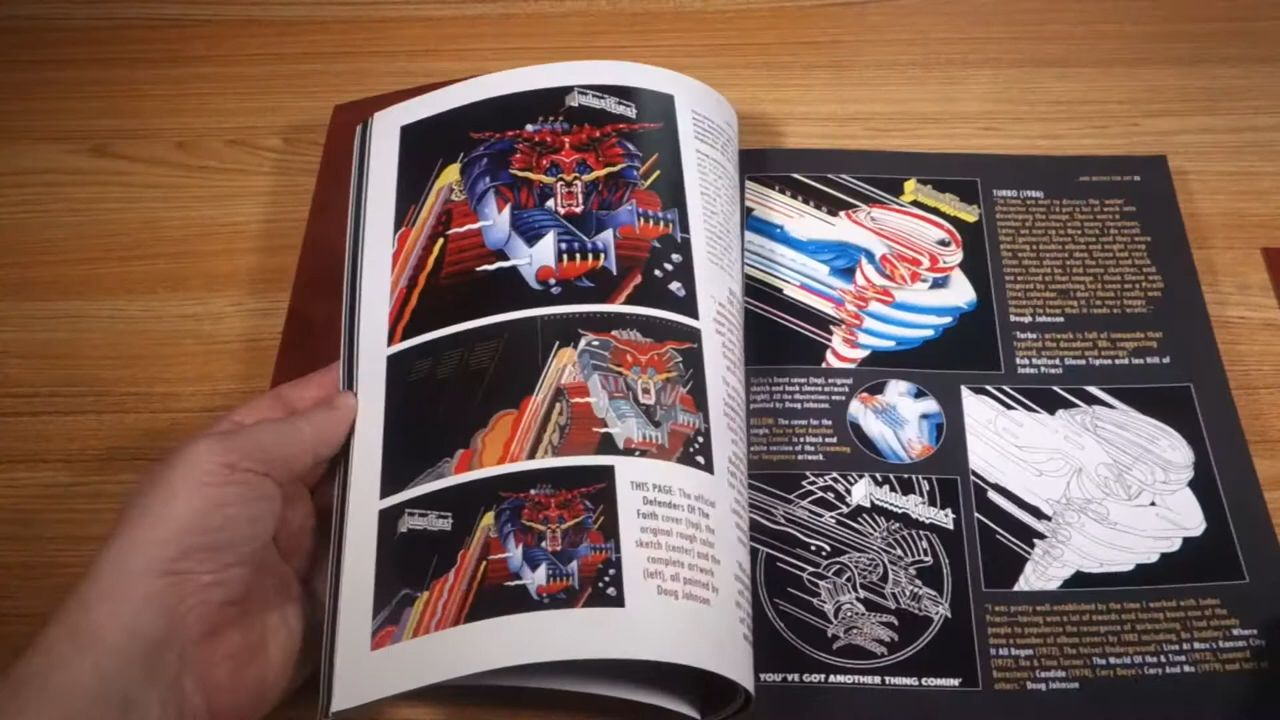 Judas Priest
Judas Priest
THIS PAGE: The official
Defenders Of The
Faith cover (top), the
original rough color
sketch (center) and the
complete artwork
(left), all painted by
Doug Johnson
...AND JUSTICE FOR ART 23
TURBO
Judas Priest
TURBO (1986)
"In time, we met to discuss the 'water'
character cover. I'd put a lot of work into
developing the image. There were a
number of sketches with many iterations.
Later, we met up in New York. I do recall
that [guitarist] Glenn Tipton said they were
planning a double album and might scrap
the 'water creature' idea. Glenn had very
clear ideas about what the front and back
covers should be. I did some sketches, and
we arrived at that image. I think Glenn was
inspired by something he'd seen on a Pirelli
[tire] calendar... I don't think I really was
successful realizing it. I'm very happy
though to hear that it reads as 'erotic'."
Dough Johnson
"Turbo's artwork is full of innuendo that
typified the decadent '80s, suggesting
speed, excitement and energy."
Rob Halford, Glenn Tipton and Ian Hill of
Judas Priest
Turbo's front cover (top), original
sketch and back sleeve artwork
(right). All the illustrations were
painted by Doug Johnson.
BELOW: The cover for the
single, You've Got Another
Thing Comin' is a black and
white version of the Screaming
For Vengeance artwork.
Judas Priest
YOU'VE GOT ANOTHER THING COMIN'
"I was pretty well-established by the time I worked with Judas
Priest—having won a lot of awards and having been one of the
people to popularize the resurgence of 'airbrushing'. I had already
done a number of album covers by 1982 including, Bo Diddley's Where
It All Began (1972), The Velvet Underground's Live At Max's Kansas City
(1972), Ike & Tina Turner's The World Of Ike & Tina (1973), Leonard
Bernstein's Candide (1974), Cory Daye's Cory And Me (1979) and lots of
others." Doug Johnson